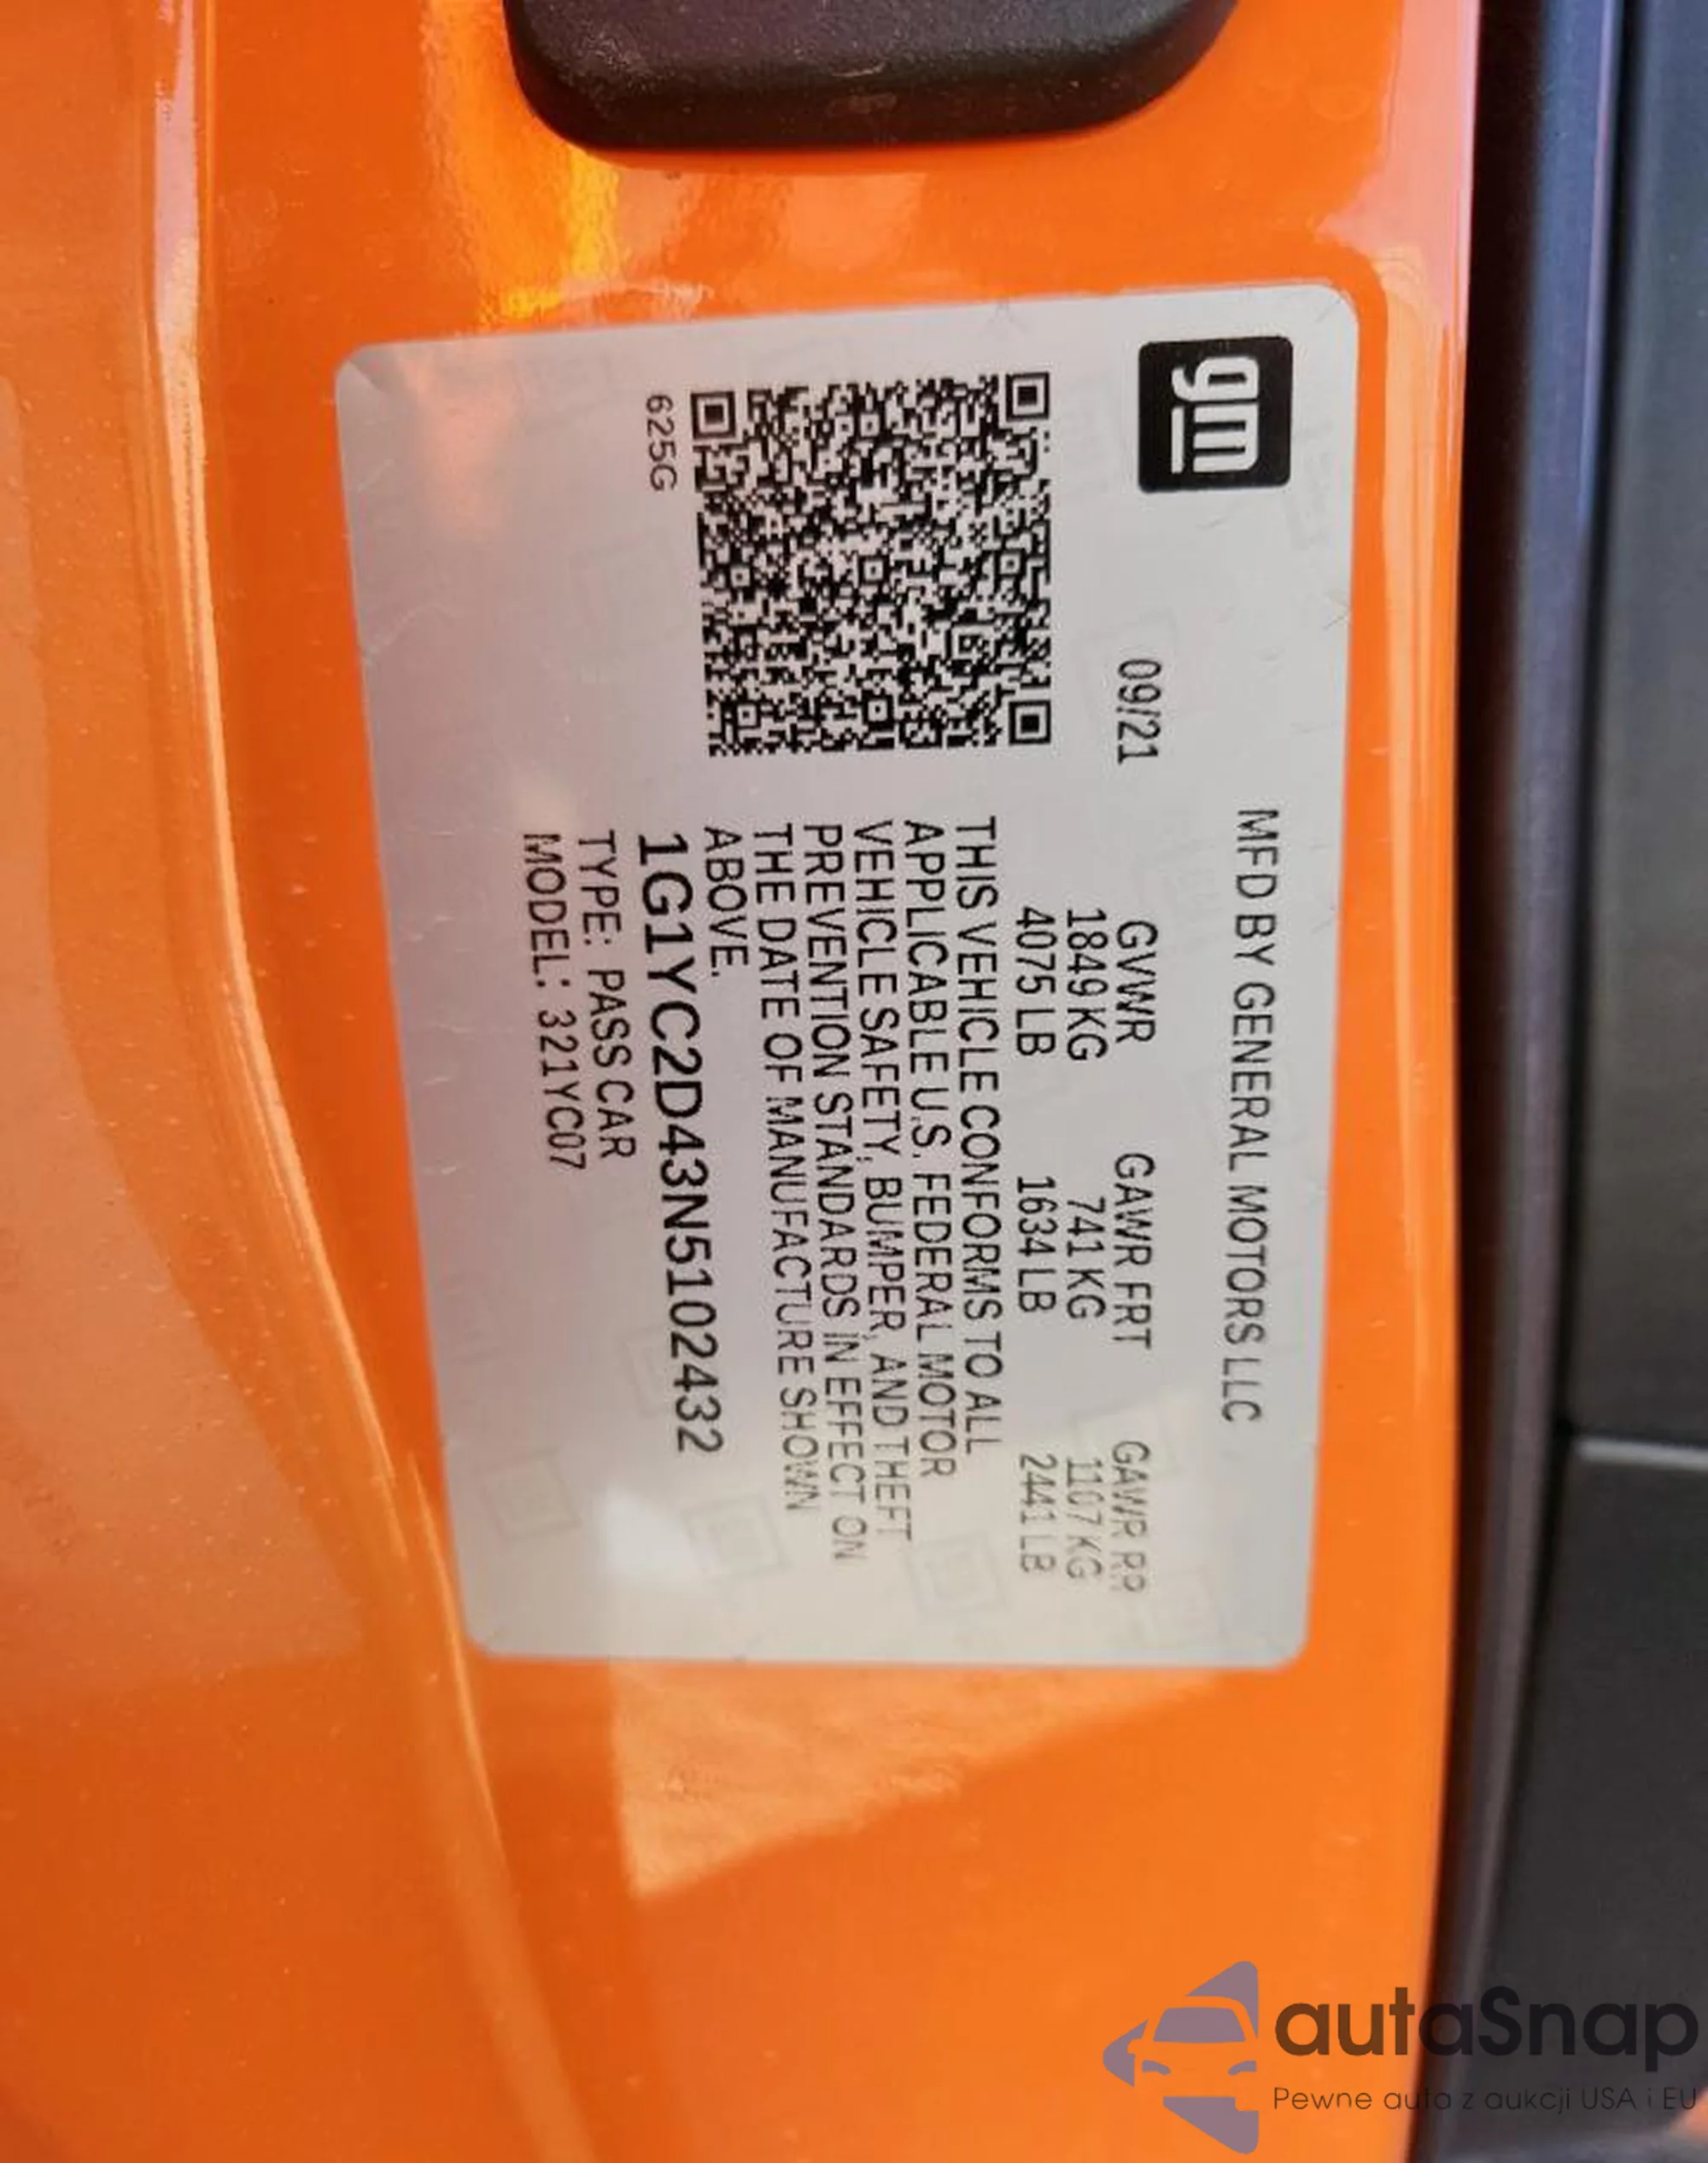 gm
MFD BY GENERAL MOTORS LLC
09/21 GVWR GAWR FRT GAWR RR
1849 KG 741 KG 1107 KG
4075 LB 1634 LB 2441 LB
THIS VEHICLE CONFORMS TO ALL
APPLICABLE U.S. FEDERAL MOTOR
VEHICLE SAFETY, BUMPER, AND THEFT
PREVENTION STANDARDS IN EFFECT ON
THE DATE OF MANUFACTURE SHOWN
ABOVE.
1G1YC2D43N5102432
TYPE: PASS CAR
MODEL: 321YC07
625G
autaSnap
Pewne auta z aukcji USA i EU